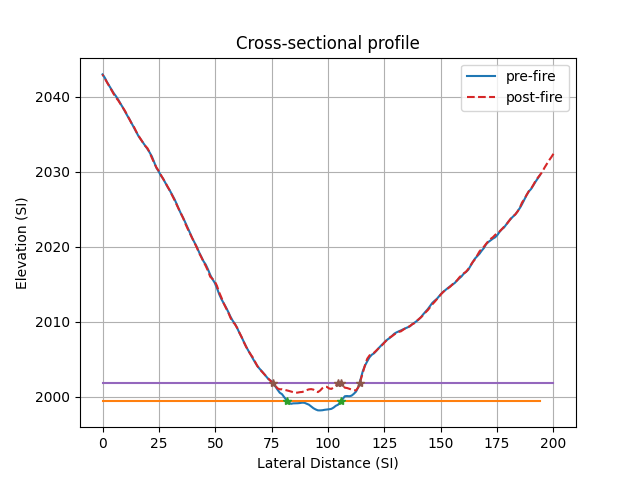 Cross-sectional profile
pre-fire
post-fire
Elevation (SI)
2040
2030
2020
2010
2000
0 25 50 75 100 125 150 175 200
Lateral Distance (SI)